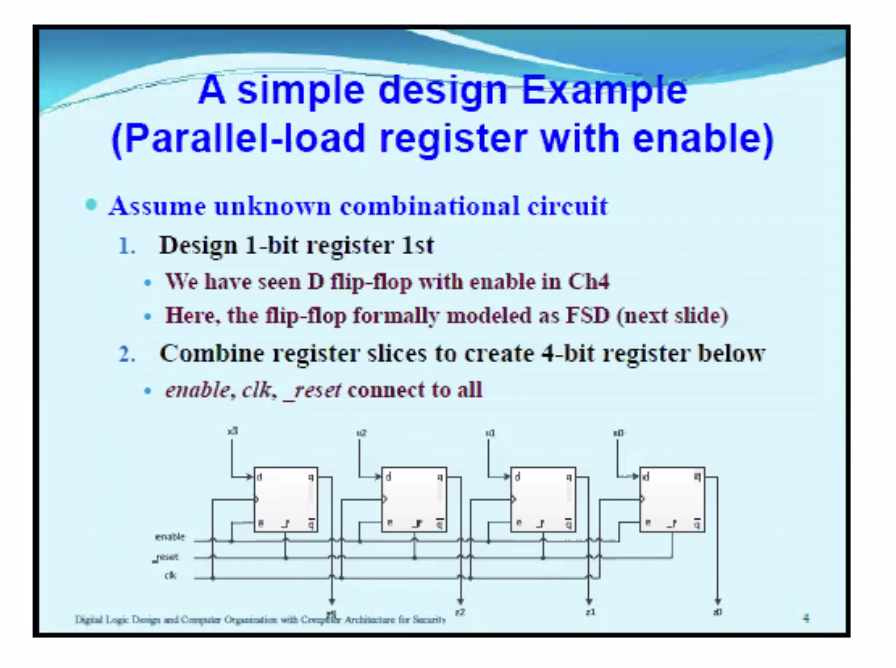 A simple design Example
(Parallel-load register with enable)
Assume unknown combinational circuit
1. Design 1-bit register 1st
We have seen D flip-flop with enable in Ch4
Here, the flip-flop formally modeled as FSD (next slide)
2. Combine register slices to create 4-bit register below
enable, clk, _reset connect to all
x3 x2 x1 x0
d q d q d q d q
e _r q e _r q e _r q e _r q
enable
_reset
clk
z3 z2 z1 z0
Digital Logic Design and Computer Organization with Computer Architecture for Security 4